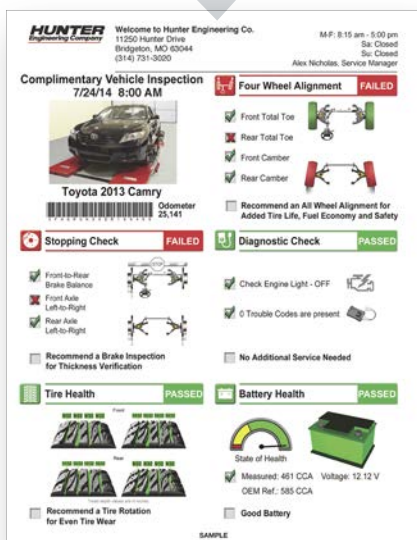 HUNTER
Engineering Company
Welcome to Hunter Engineering Co.
11250 Hunter Drive
Bridgeton, MO 63044
(314) 731-3020
M-F: 8:15 am - 5:00 pm
Sa: Closed
Su: Closed
Alex Nicholas, Service Manager
Complimentary Vehicle Inspection
7/24/14 8:00 AM
Toyota 2013 Camry
Odometer
25,141
Four Wheel Alignment FAILED
Front Total Toe
Rear Total Toe
Front Camber
Rear Camber
Recommend an All Wheel Alignment for
Added Tire Life, Fuel Economy and Safety
Stopping Check FAILED
Front-to-Rear
Brake Balance
Front Axle
Left-to-Right
Rear Axle
Left-to-Right
Recommend a Brake Inspection
for Thickness Verification
Diagnostic Check PASSED
Check Engine Light - OFF
0 Trouble Codes are present
No Additional Service Needed
Tire Health PASSED
Front
Rear
Recommend a Tire Rotation
for Even Tire Wear
Battery Health PASSED
State of Health
Measured: 461 CCA Voltage: 12.12 V
OEM Ref.: 585 CCA
Good Battery
SAMPLE